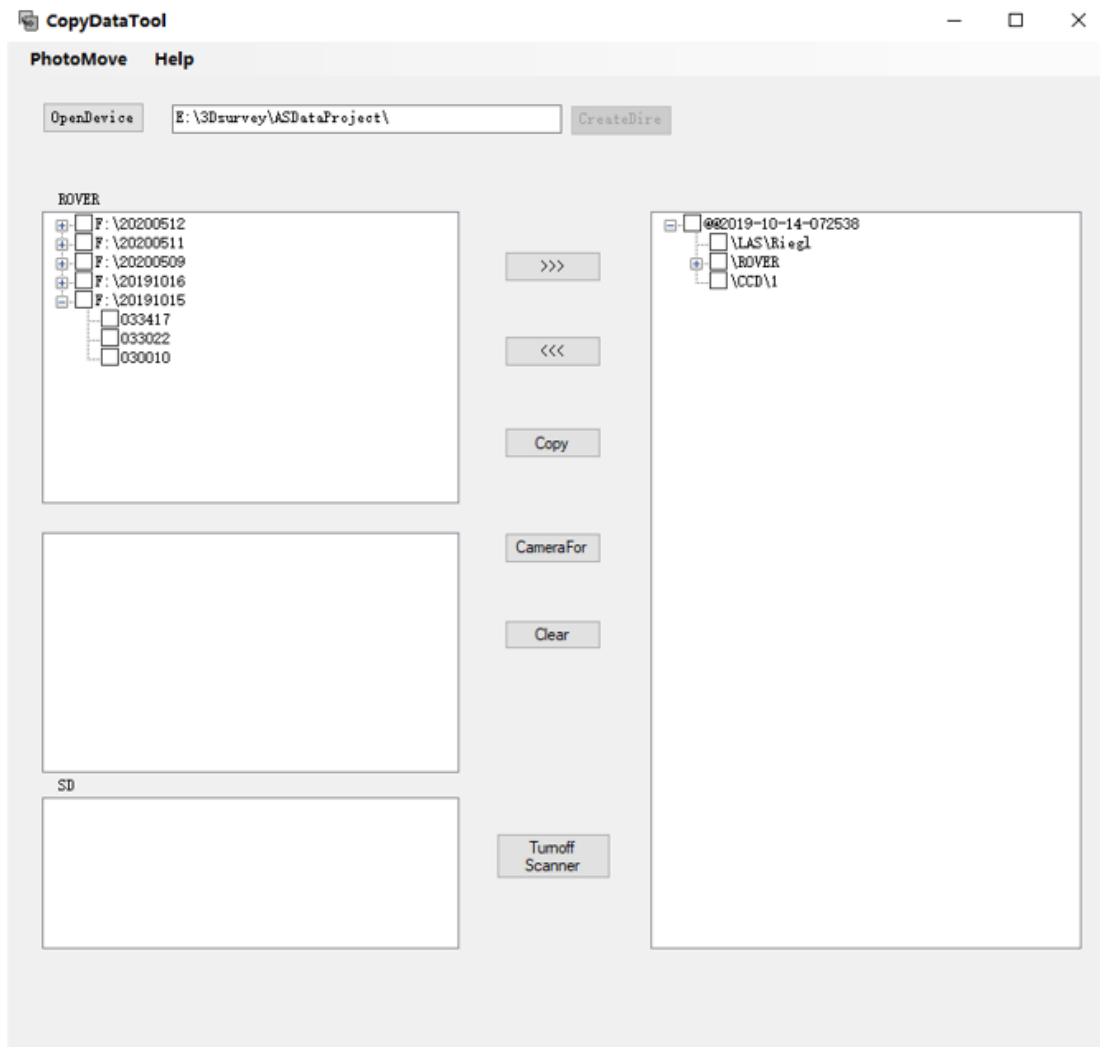 CopyDataTool
PhotoMove Help
OpenDevice E:\3Dsurvey\ASDataProject\ CreateDire
ROVER
F:\20200512
F:\20200511
F:\20200509
F:\20191016
F:\20191015
033417
033022
030010
>>>
<<<
Copy
CameraFor
Clear
SD
Turnoff
Scanner
@@2019-10-14-072538
\LAS\Riegl
\ROVER
\CCD\1